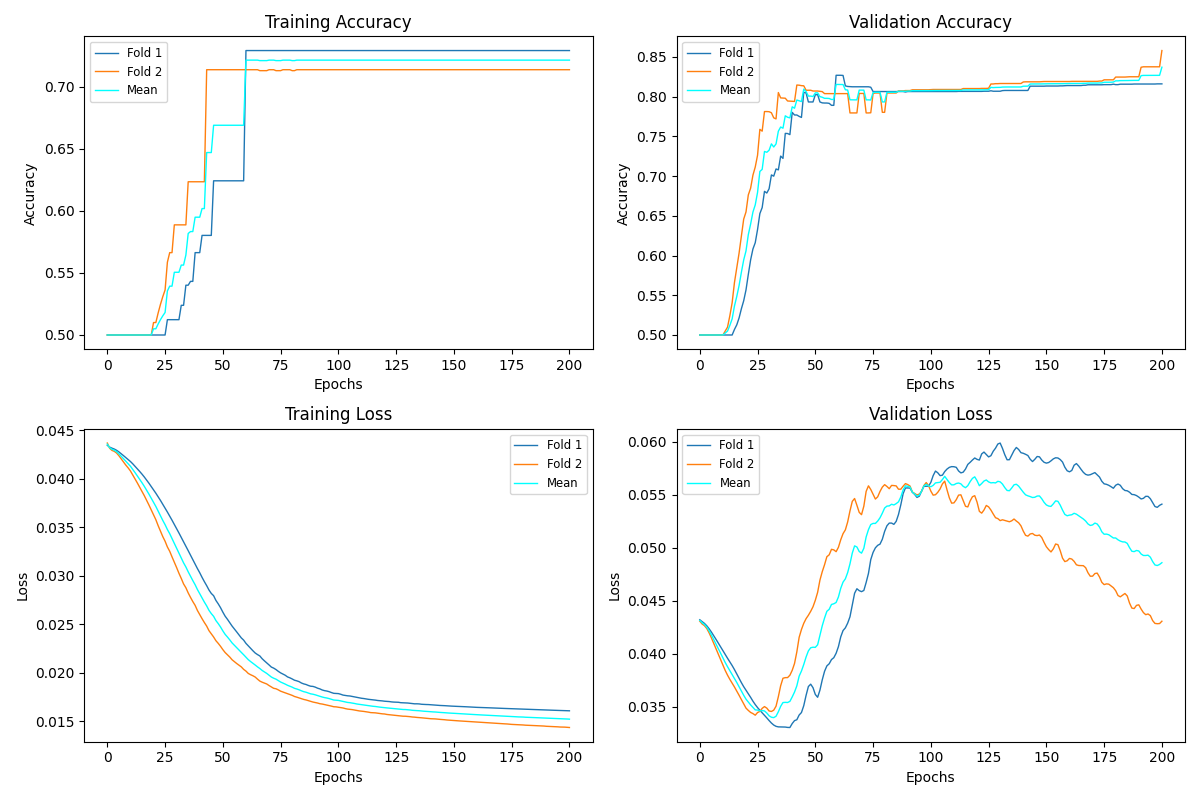 Training Accuracy
Accuracy
0.70
0.65
0.60
0.55
0.50
Fold 1
Fold 2
Mean
0 25 50 75 100 125 150 175 200
Epochs
Validation Accuracy
Accuracy
0.85
0.80
0.75
0.70
0.65
0.60
0.55
0.50
Fold 1
Fold 2
Mean
0 25 50 75 100 125 150 175 200
Epochs
Training Loss
Loss
0.045
0.040
0.035
0.030
0.025
0.020
0.015
Fold 1
Fold 2
Mean
0 25 50 75 100 125 150 175 200
Epochs
Validation Loss
Loss
0.060
0.055
0.050
0.045
0.040
0.035
Fold 1
Fold 2
Mean
0 25 50 75 100 125 150 175 200
Epochs